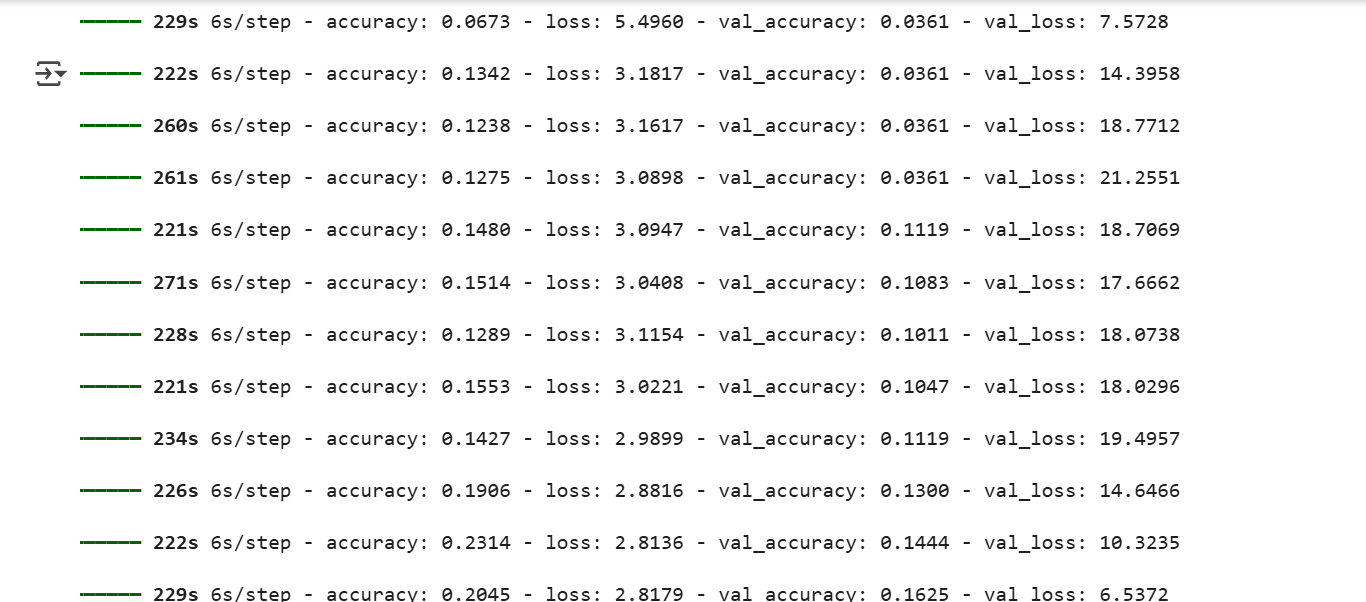 229s 6s/step - accuracy: 0.0673 - loss: 5.4960 - val_accuracy: 0.0361 - val_loss: 7.5728
222s 6s/step - accuracy: 0.1342 - loss: 3.1817 - val_accuracy: 0.0361 - val_loss: 14.3958
260s 6s/step - accuracy: 0.1238 - loss: 3.1617 - val_accuracy: 0.0361 - val_loss: 18.7712
261s 6s/step - accuracy: 0.1275 - loss: 3.0898 - val_accuracy: 0.0361 - val_loss: 21.2551
221s 6s/step - accuracy: 0.1480 - loss: 3.0947 - val_accuracy: 0.1119 - val_loss: 18.7069
271s 6s/step - accuracy: 0.1514 - loss: 3.0408 - val_accuracy: 0.1083 - val_loss: 17.6662
228s 6s/step - accuracy: 0.1289 - loss: 3.1154 - val_accuracy: 0.1011 - val_loss: 18.0738
221s 6s/step - accuracy: 0.1553 - loss: 3.0221 - val_accuracy: 0.1047 - val_loss: 18.0296
234s 6s/step - accuracy: 0.1427 - loss: 2.9899 - val_accuracy: 0.1119 - val_loss: 19.4957
226s 6s/step - accuracy: 0.1906 - loss: 2.8816 - val_accuracy: 0.1300 - val_loss: 14.6466
222s 6s/step - accuracy: 0.2314 - loss: 2.8136 - val_accuracy: 0.1444 - val_loss: 10.3235
229s 6s/step - accuracy: 0.2045 - loss: 2.8179 - val_accuracy: 0.1625 - val_loss: 6.5372